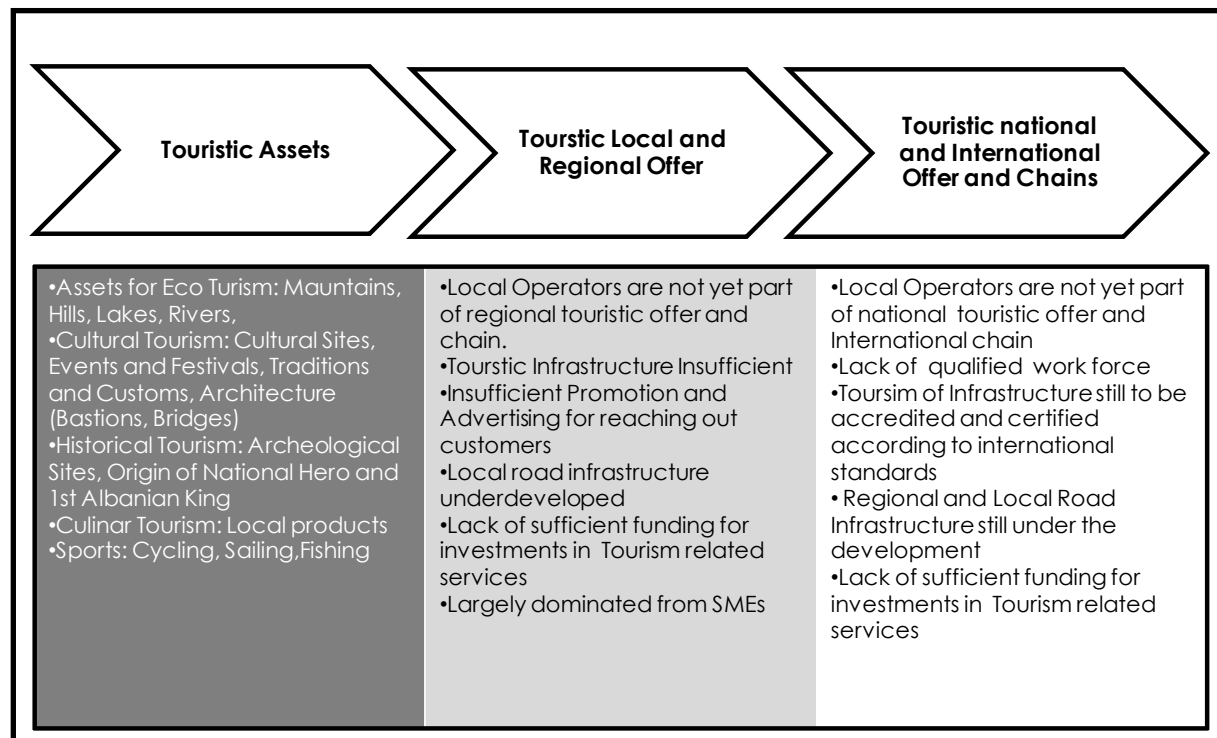 Touristic Assets
Tourstic Local and
Regional Offer
Touristic national
and International
Offer and Chains
•Assets for Eco Turism: Mauntains,
Hills, Lakes, Rivers,
•Cultural Tourism: Cultural Sites,
Events and Festivals, Traditions
and Customs, Architecture
(Bastions, Bridges)
•Historical Tourism: Archeological
Sites, Origin of National Hero and
1st Albanian King
•Culinar Tourism: Local products
•Sports: Cycling, Sailing,Fishing
•Local Operators are not yet part
of regional touristic offer and
chain.
•Tourstic Infrastructure Insufficient
•Insufficient Promotion and
Advertising for reaching out
customers
•Local road infrastructure
underdeveloped
•Lack of sufficient funding for
investments in Tourism related
services
•Largely dominated from SMEs
•Local Operators are not yet part
of national touristic offer and
International chain
•Lack of qualified work force
•Toursim of Infrastructure still to be
accredited and certified
according to international
standards
• Regional and Local Road
Infrastructure still under the
development
•Lack of sufficient funding for
investments in Tourism related
services